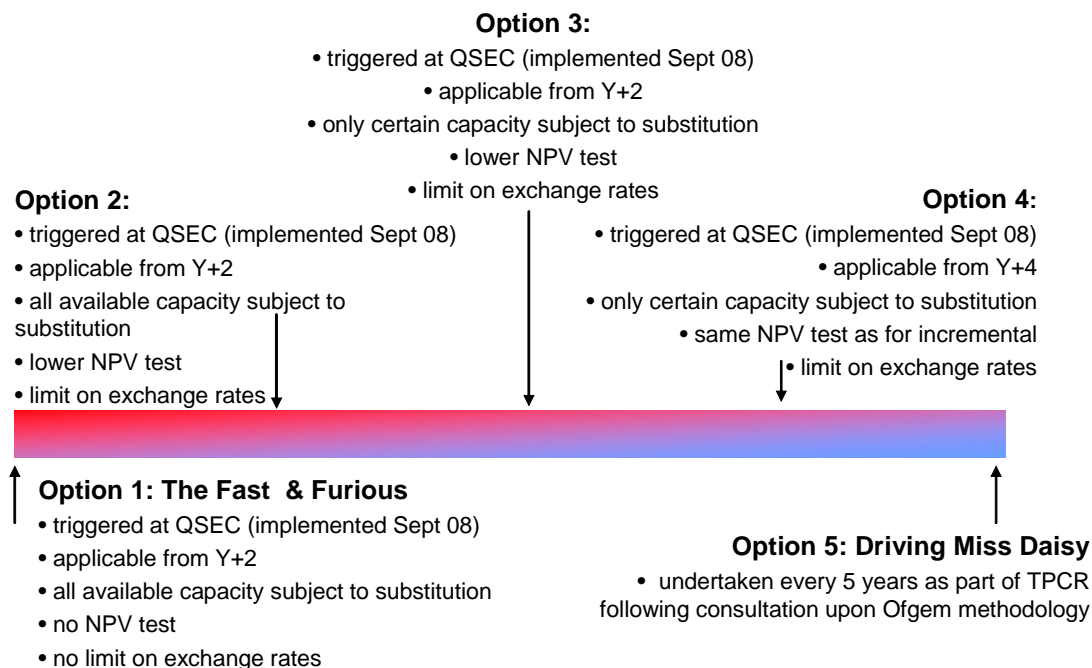 Option 3:
• triggered at QSEC (implemented Sept 08)
• applicable from Y+2
• only certain capacity subject to substitution
• lower NPV test
• limit on exchange rates
Option 2:
• triggered at QSEC (implemented Sept 08)
• applicable from Y+2
• all available capacity subject to
substitution
• lower NPV test
• limit on exchange rates
Option 4:
• triggered at QSEC (implemented Sept 08)
• applicable from Y+4
• only certain capacity subject to substitution
• same NPV test as for incremental
• limit on exchange rates
Option 1: The Fast & Furious
• triggered at QSEC (implemented Sept 08)
• applicable from Y+2
• all available capacity subject to substitution
• no NPV test
• no limit on exchange rates
Option 5: Driving Miss Daisy
• undertaken every 5 years as part of TPCR
following consultation upon Ofgem methodology